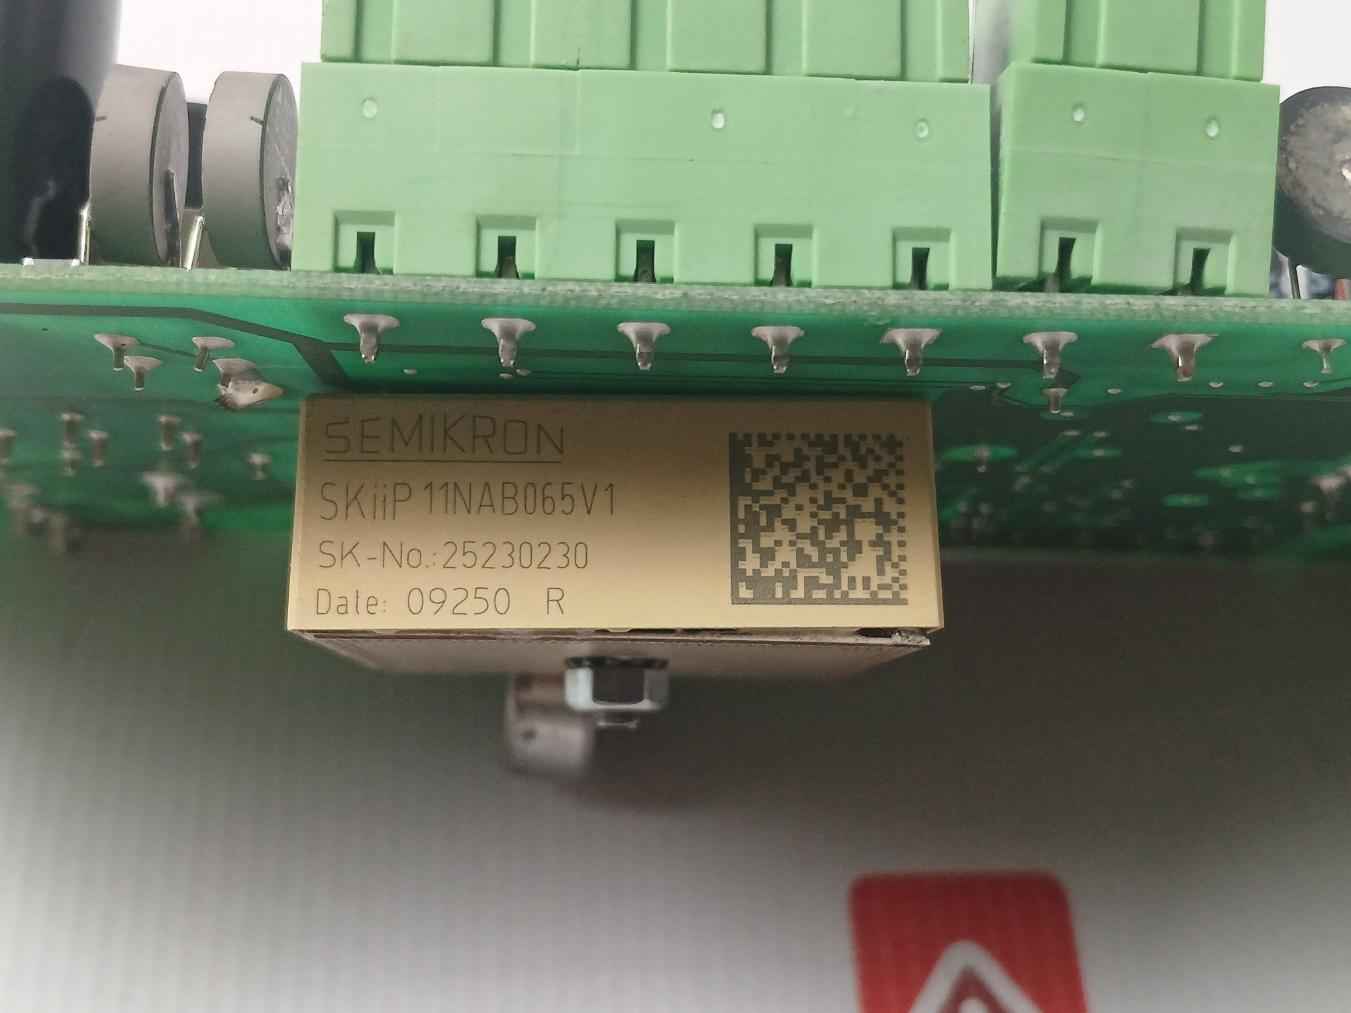 SEMIKRON
SKiiP 11NAB065V1
SK-No.:25230230
Date: 09250 R